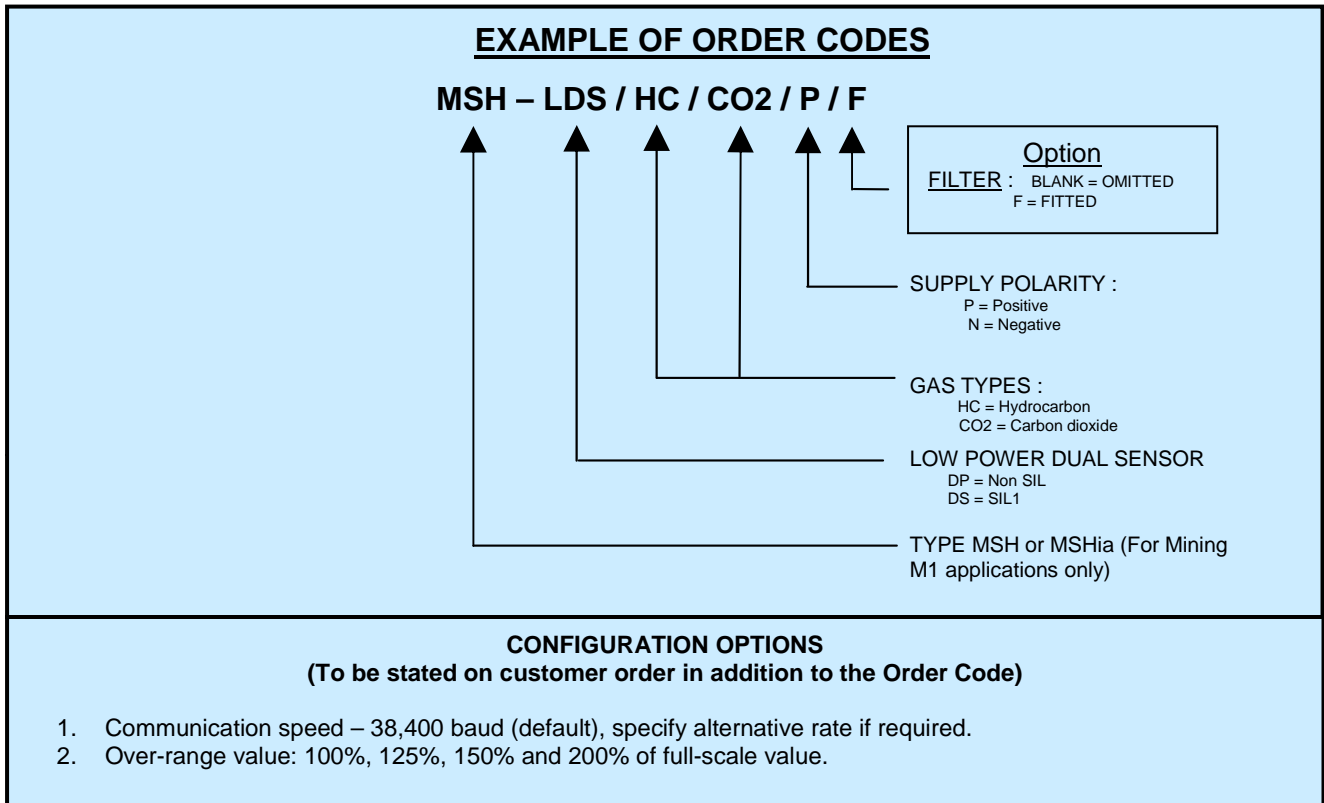 EXAMPLE OF ORDER CODES
MSH – LDS / HC / CO2 / P / F
Option
FILTER : BLANK = OMITTED
F = FITTED
SUPPLY POLARITY :
P = Positive
N = Negative
GAS TYPES :
HC = Hydrocarbon
CO2 = Carbon dioxide
LOW POWER DUAL SENSOR
DP = Non SIL
DS = SIL1
TYPE MSH or MSHia (For Mining
M1 applications only)
CONFIGURATION OPTIONS
(To be stated on customer order in addition to the Order Code)
1. Communication speed – 38,400 baud (default), specify alternative rate if required.
2. Over-range value: 100%, 125%, 150% and 200% of full-scale value.